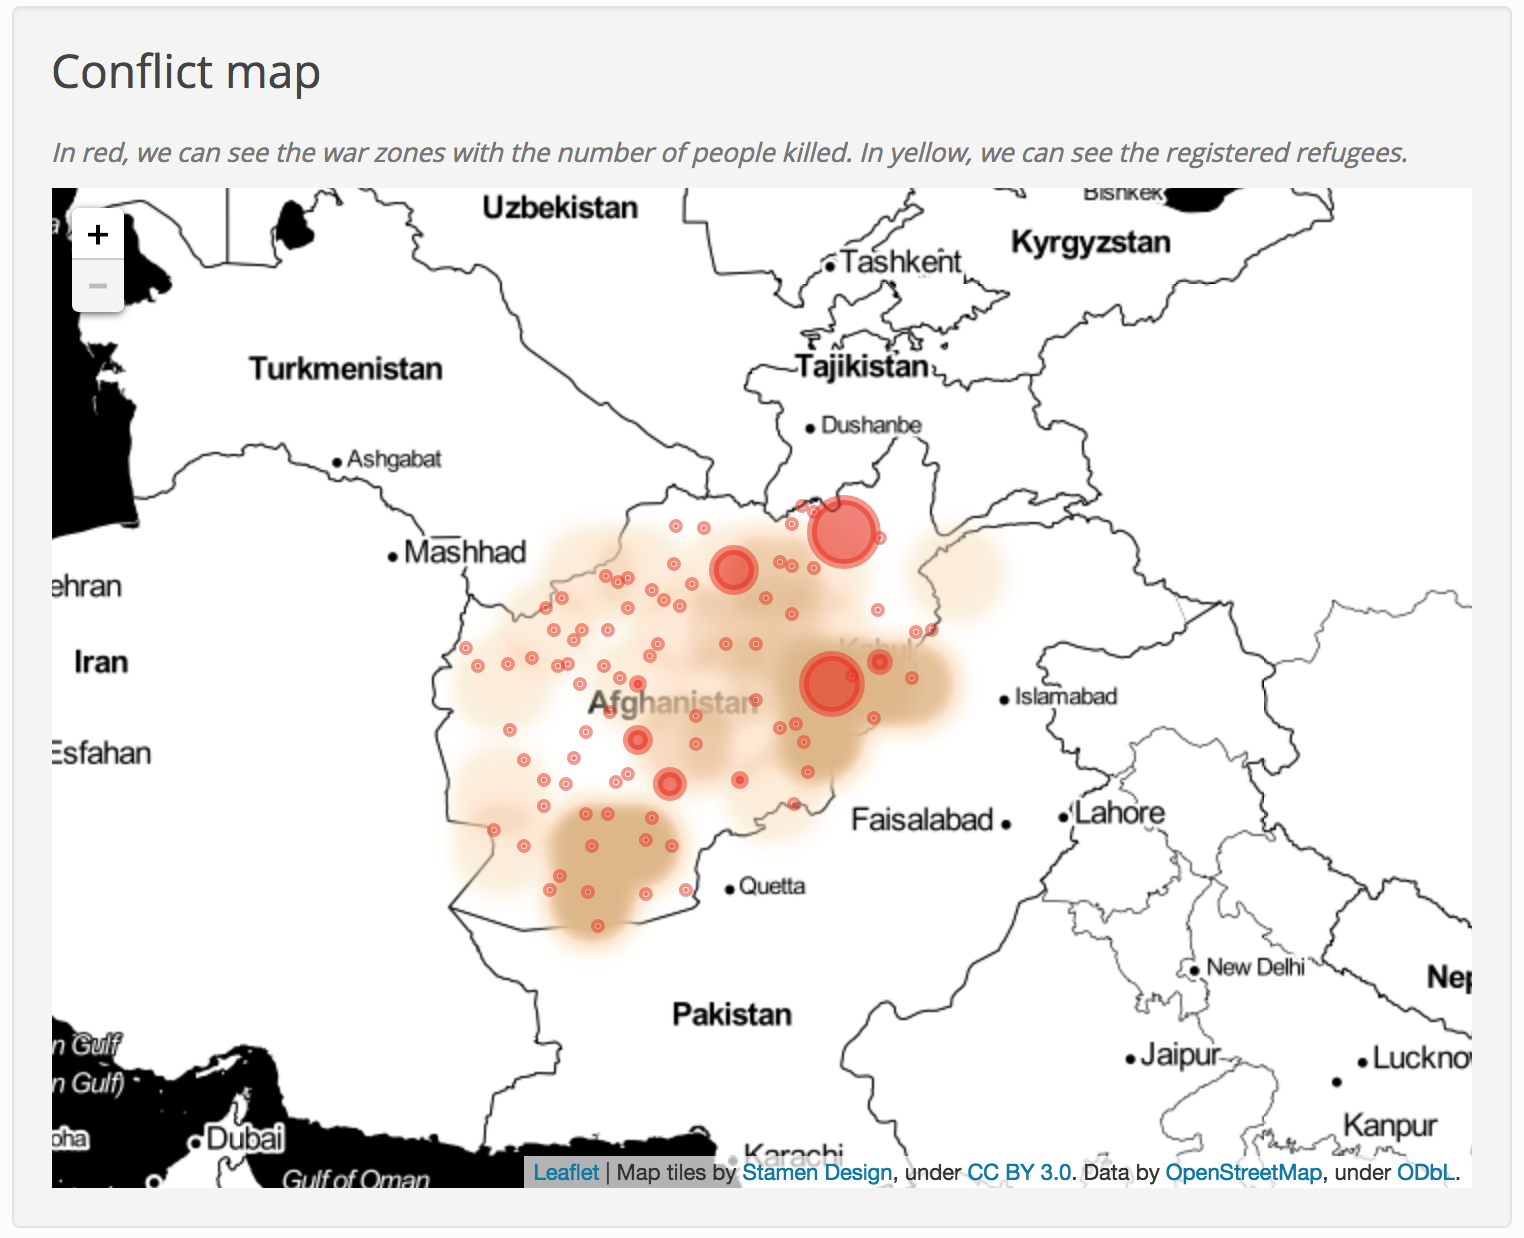 Conflict map
In red, we can see the war zones with the number of people killed. In yellow, we can see the registered refugees.
Bishkek
Uzbekistan
Kyrgyzstan
+
−
Tashkent
Turkmenistan
Tajikistan
Dushanbe
Ashgabat
Mashhad
ehran
Kabul
Iran
Islamabad
Afghanistan
Esfahan
Faisalabad
Lahore
Quetta
New Delhi
Nep
Pakistan
n Gulf
Jaipur
Lucknow
n Gulf)
Kanpur
oha
Dubai
Karachi
Gulf of Oman
Leaflet | Map tiles by Stamen Design, under CC BY 3.0. Data by OpenStreetMap, under ODbL.